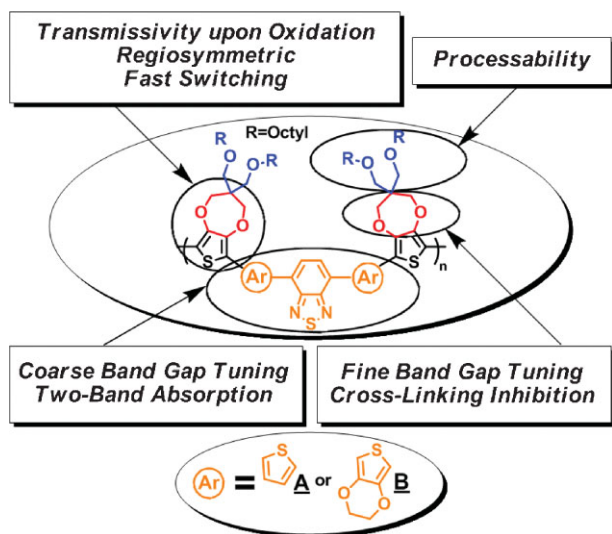 Transmissivity upon Oxidation
Regiosymmetric
Fast Switching
Processability
R=Octyl
R
O
O-R
R
R-O
O
O
O
S
O
O
S
n
Ar
Ar
N
N
S
Coarse Band Gap Tuning
Two-Band Absorption
Fine Band Gap Tuning
Cross-Linking Inhibition
Ar = S A or S O O B